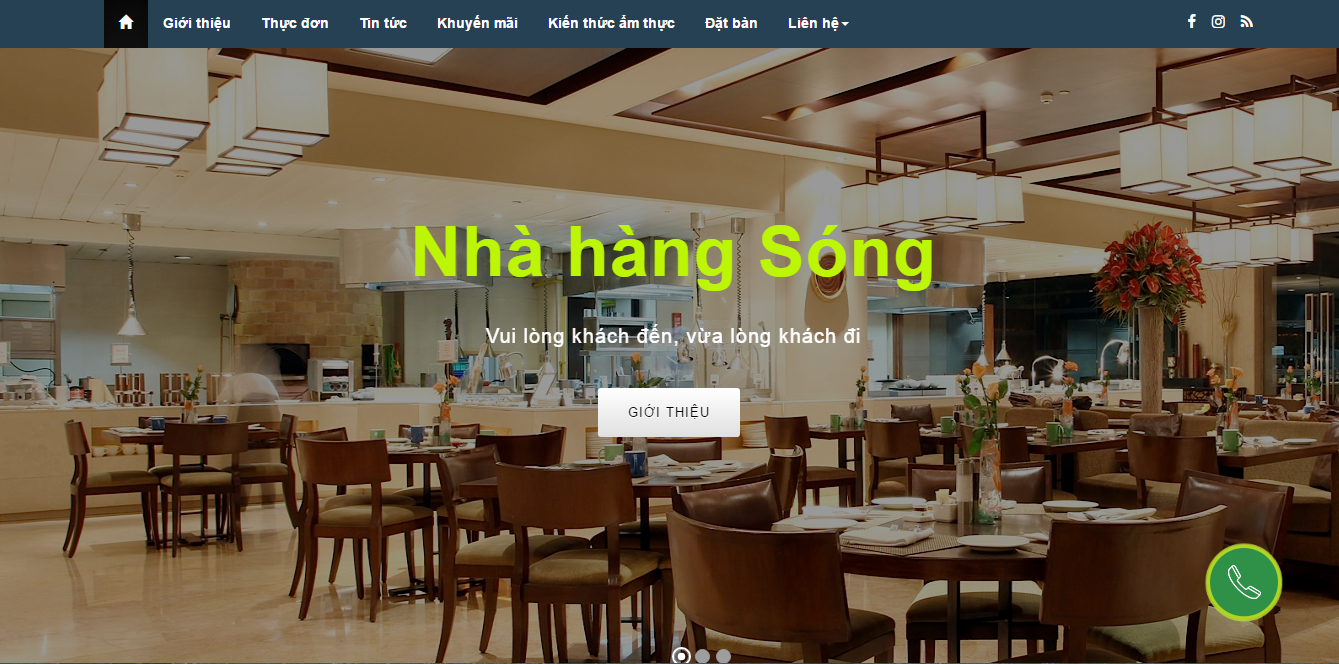 Giới thiệu Thực đơn Tin tức Khuyến mãi Kiến thức ẩm thực Đặt bàn Liên hệ
Nhà hàng Sóng
Vui lòng khách đến, vừa lòng khách đi
GIỚI THIỆU